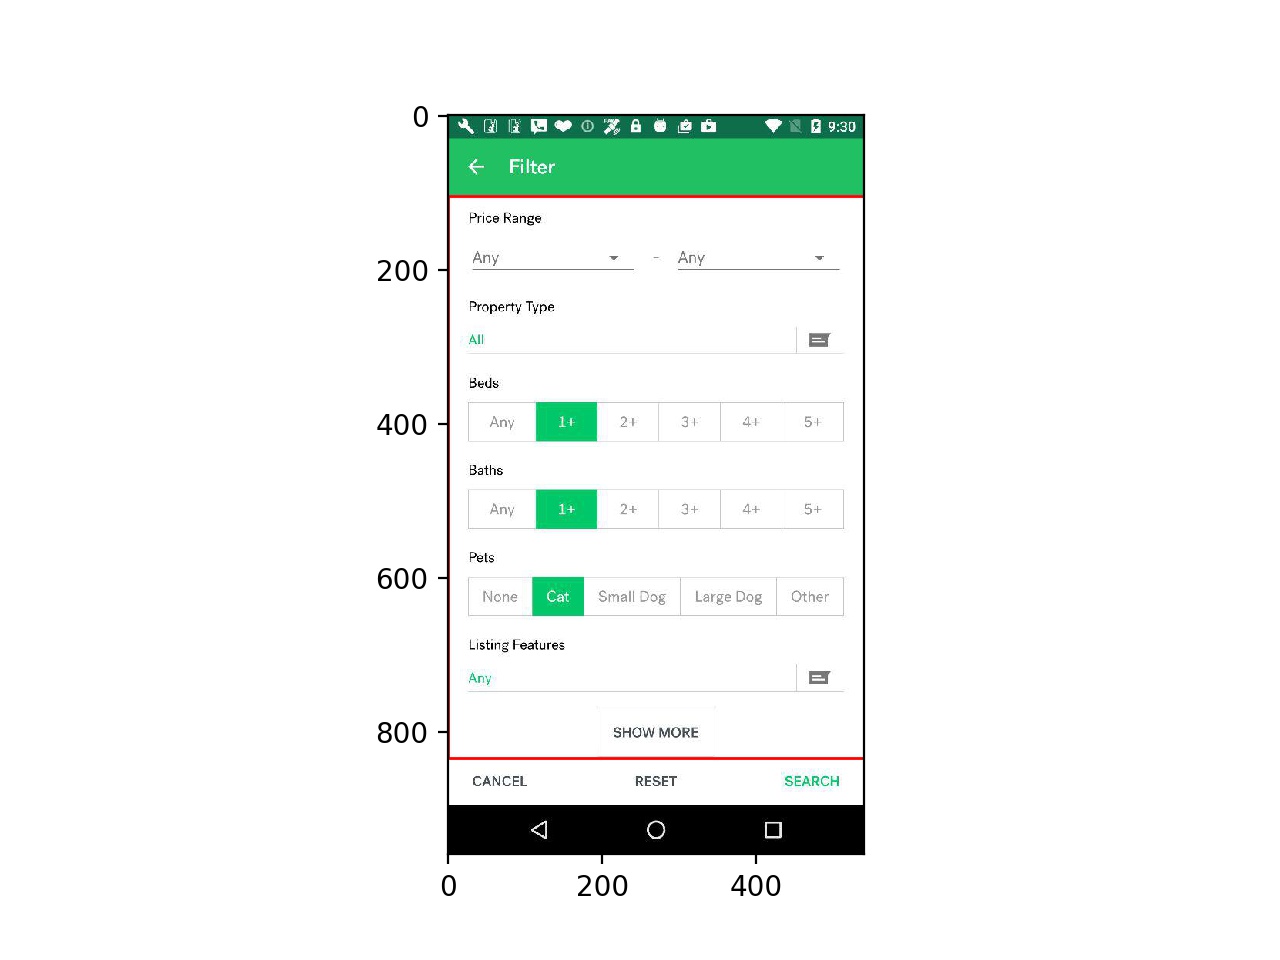 0
200
400
600
800
9:30
Filter
Price Range
Any - Any
Property Type
All
Beds
Any 1+ 2+ 3+ 4+ 5+
Baths
Any 1+ 2+ 3+ 4+ 5+
Pets
None Cat Small Dog Large Dog Other
Listing Features
Any
SHOW MORE
CANCEL RESET SEARCH
0 200 400